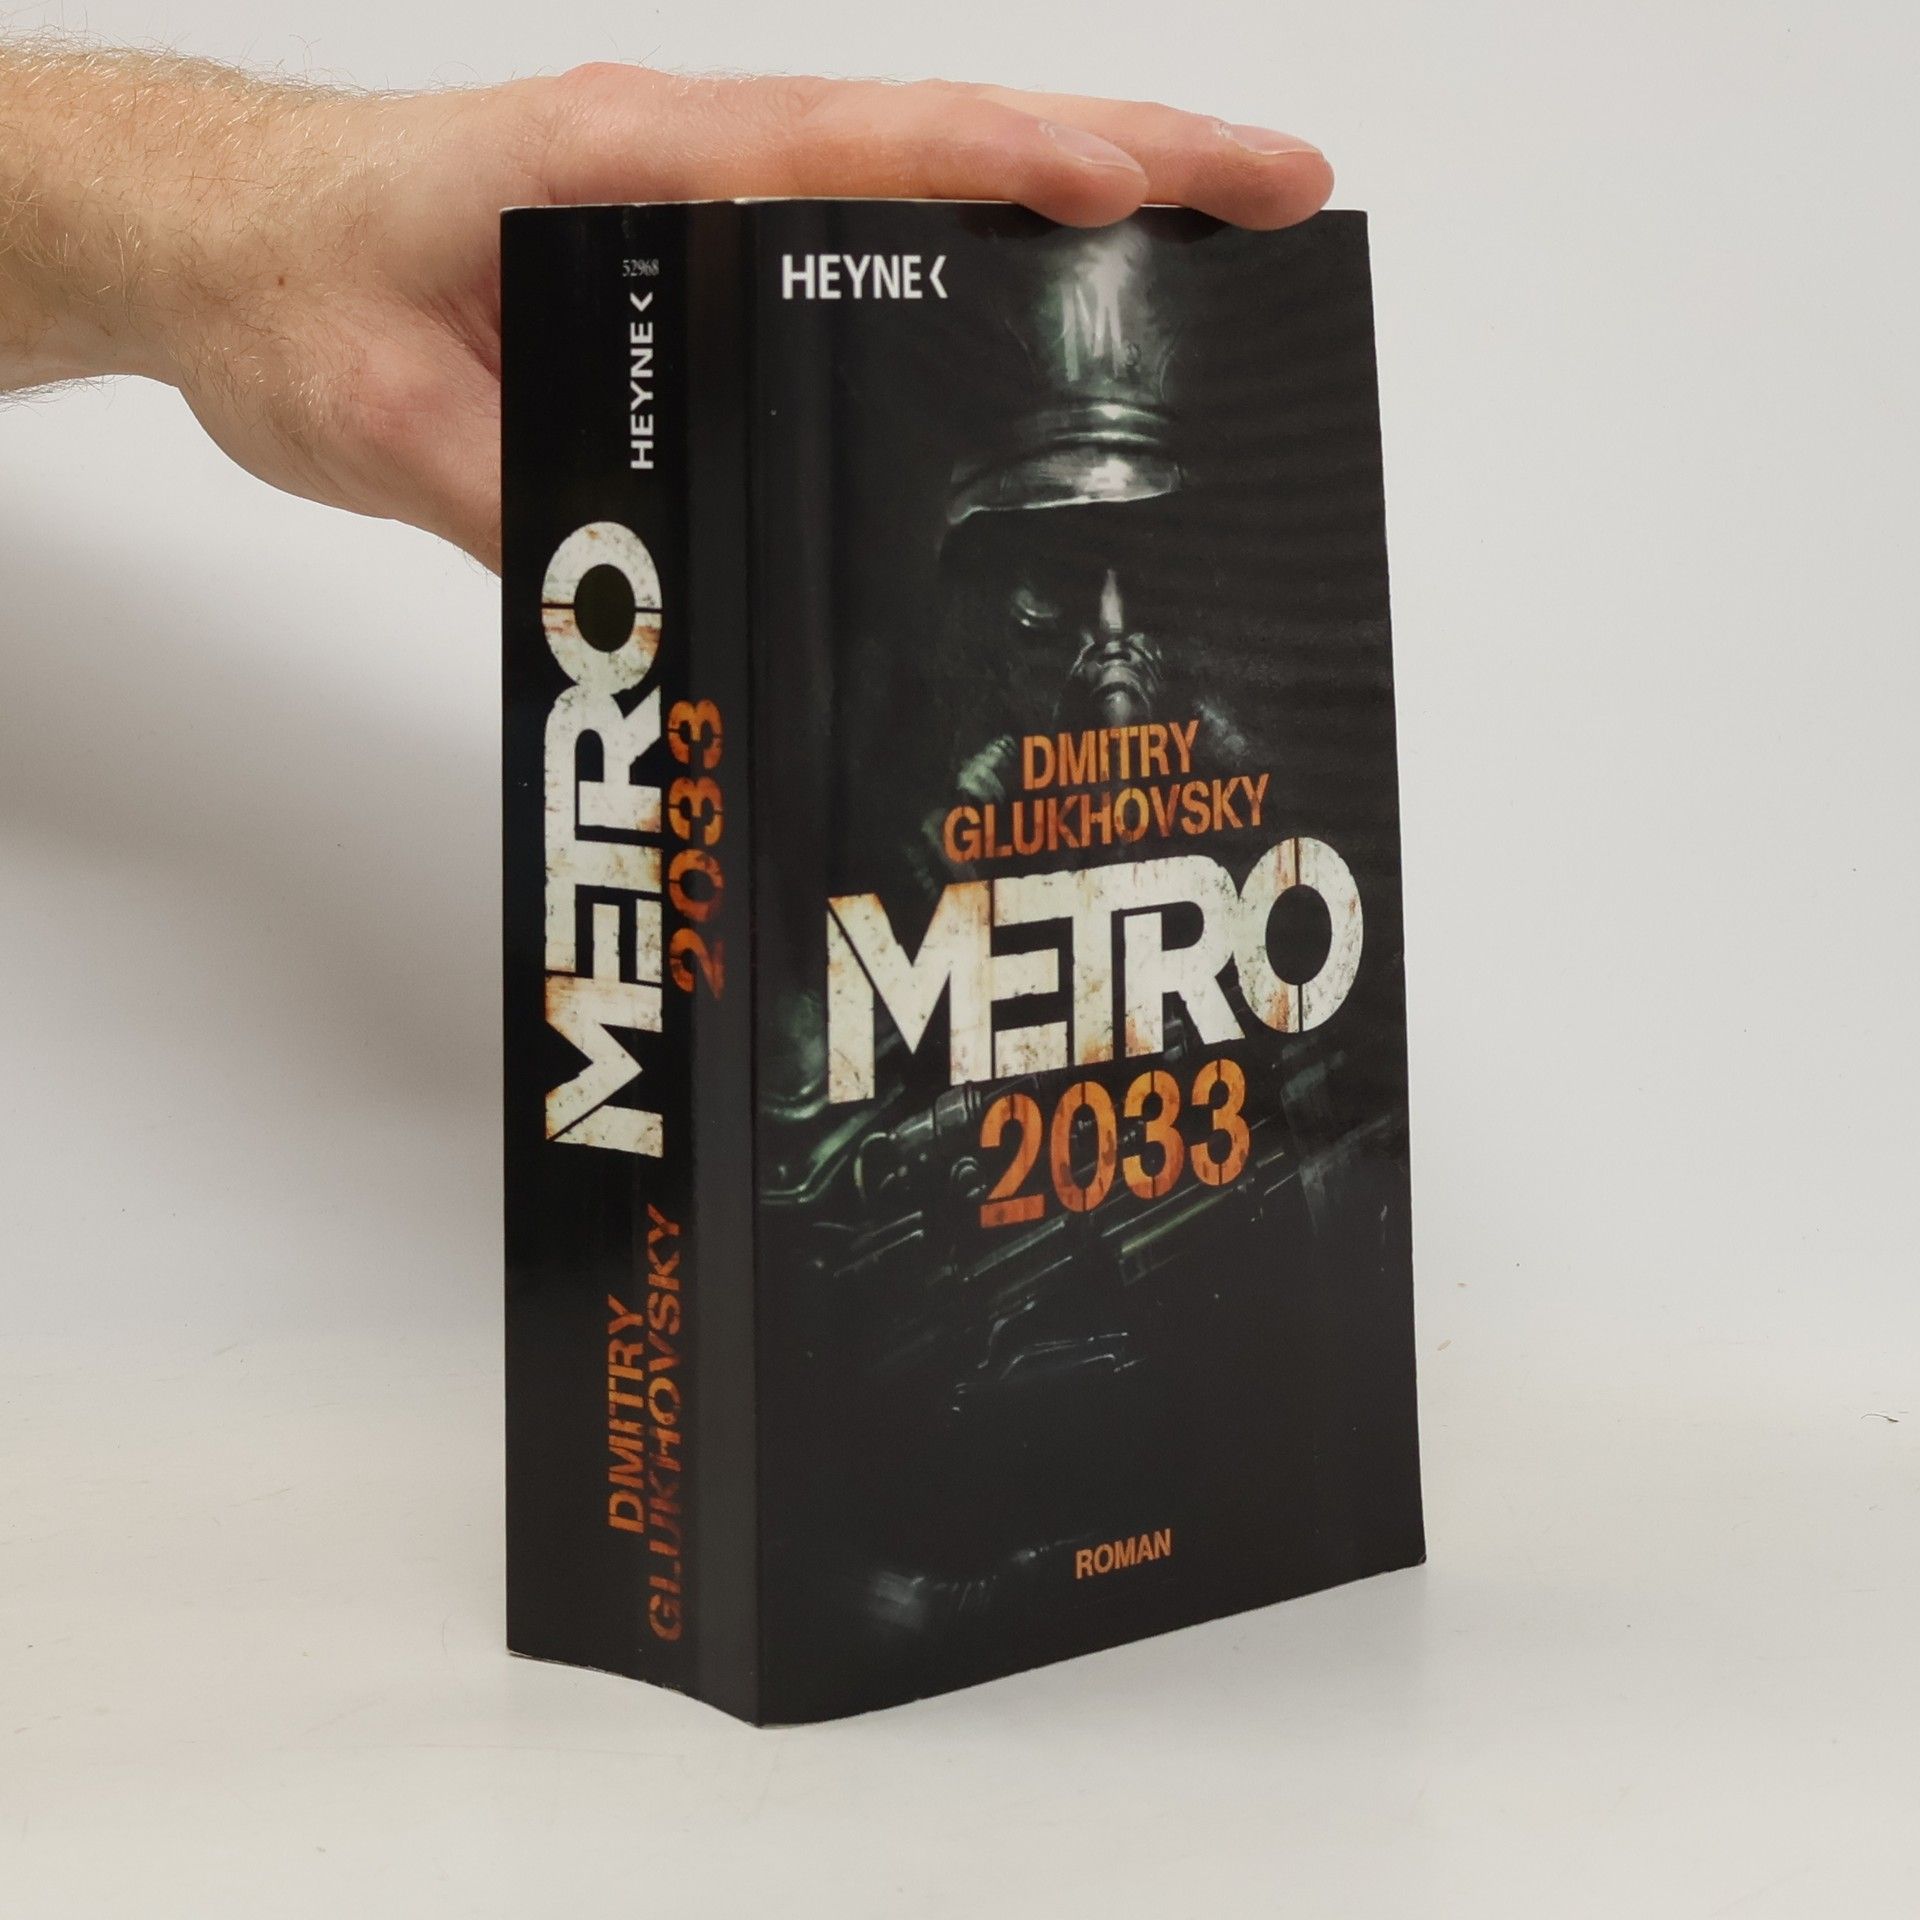 52968
HEYNE<
METRO
2033
DMITRY
GLUKHOVSKY
HEYNE<
M
DMITRY
GLUKHOVSKY
METRO
2033
ROMAN